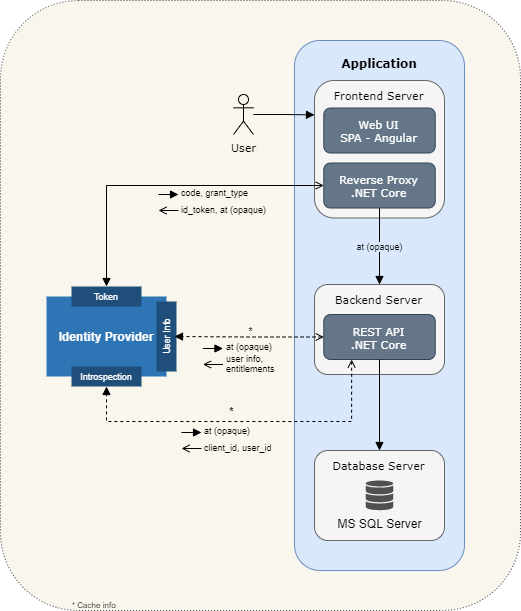 Application
Frontend Server
Web UI
SPA - Angular
User
Reverse Proxy
.NET Core
code, grant_type
id_token, at (opaque)
at (opaque)
Token
Identity Provider
User Info
Introspection
Backend Server
REST API
.NET Core
*
at (opaque)
user info,
entitlements
*
at (opaque)
client_id, user_id
Database Server
MS SQL Server
* Cache info